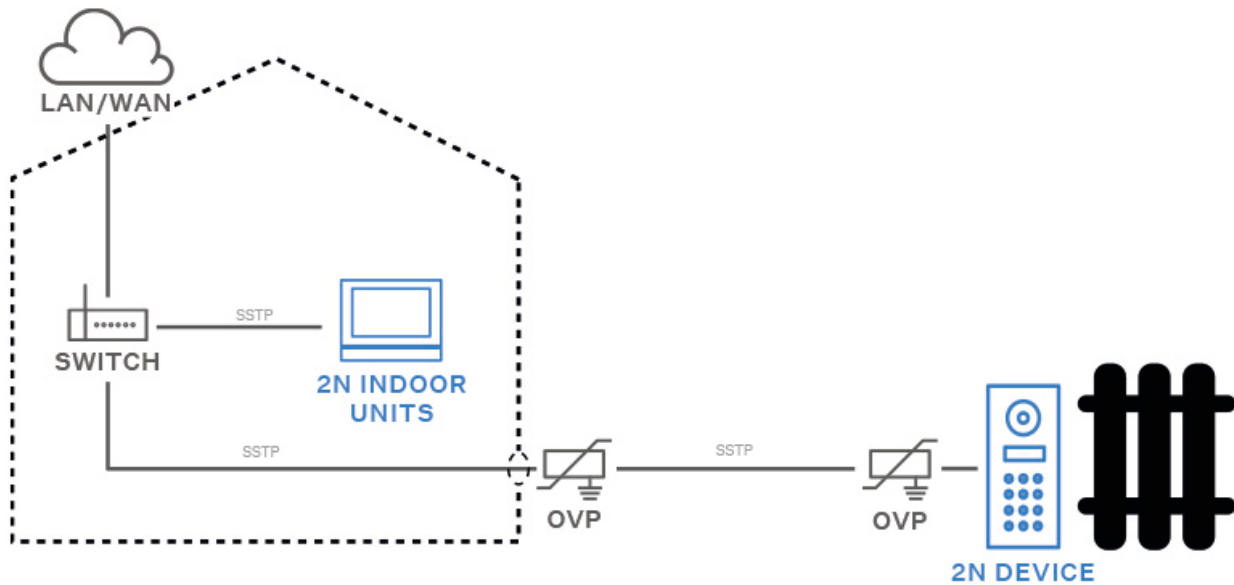 LAN/WAN
SSTP
SWITCH
2N INDOOR
UNITS
SSTP
SSTP
OVP
OVP
2N DEVICE